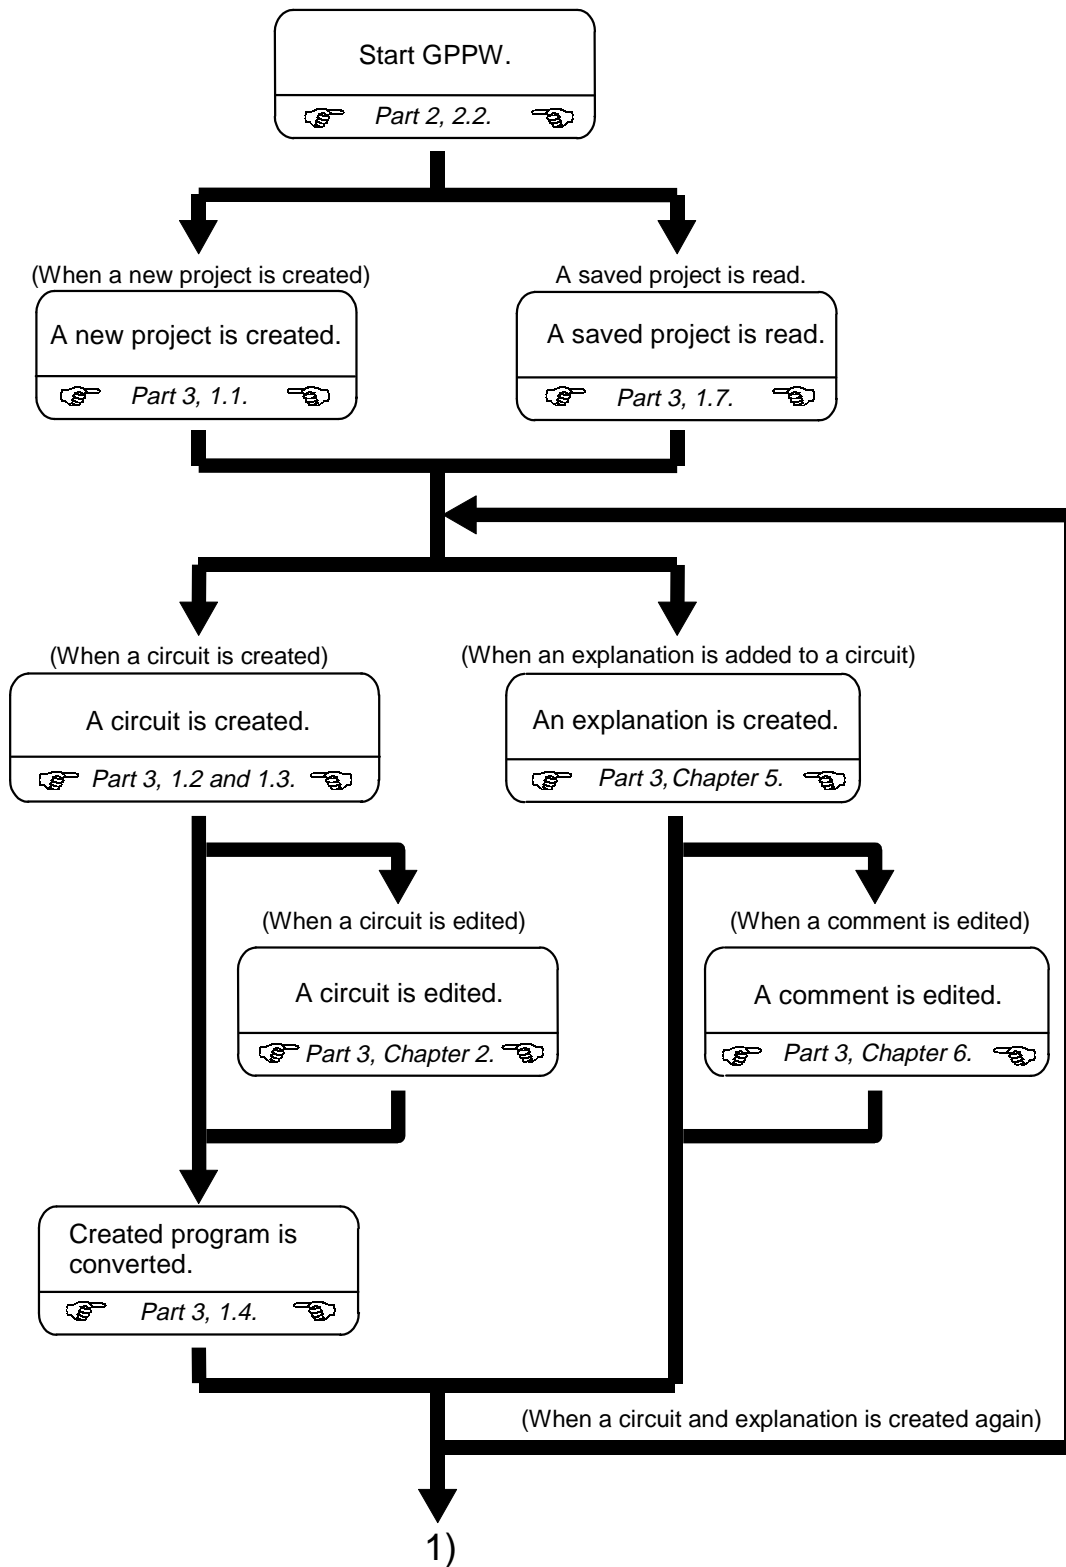 Start GPPW.
Part 2, 2.2.
(When a new project is created)
A new project is created.
Part 3, 1.1.
A saved project is read.
A saved project is read.
Part 3, 1.7.
(When a circuit is created)
A circuit is created.
Part 3, 1.2 and 1.3.
(When an explanation is added to a circuit)
An explanation is created.
Part 3, Chapter 5.
(When a circuit is edited)
A circuit is edited.
Part 3, Chapter 2.
(When a comment is edited)
A comment is edited.
Part 3, Chapter 6.
Created program is
converted.
Part 3, 1.4.
(When a circuit and explanation is created again)
1)